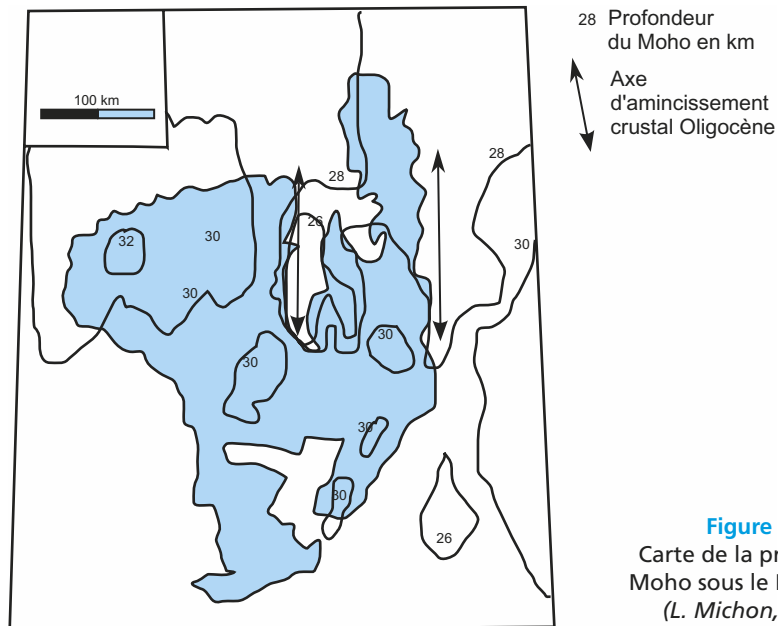 28 Profondeur
du Moho en km
Axe
d'amincissement
crustal Oligocène
100 km
28
28
26
32
30
30
30
30
30
30
30
26
Figure
Carte de la pr
Moho sous le
(L. Michon,